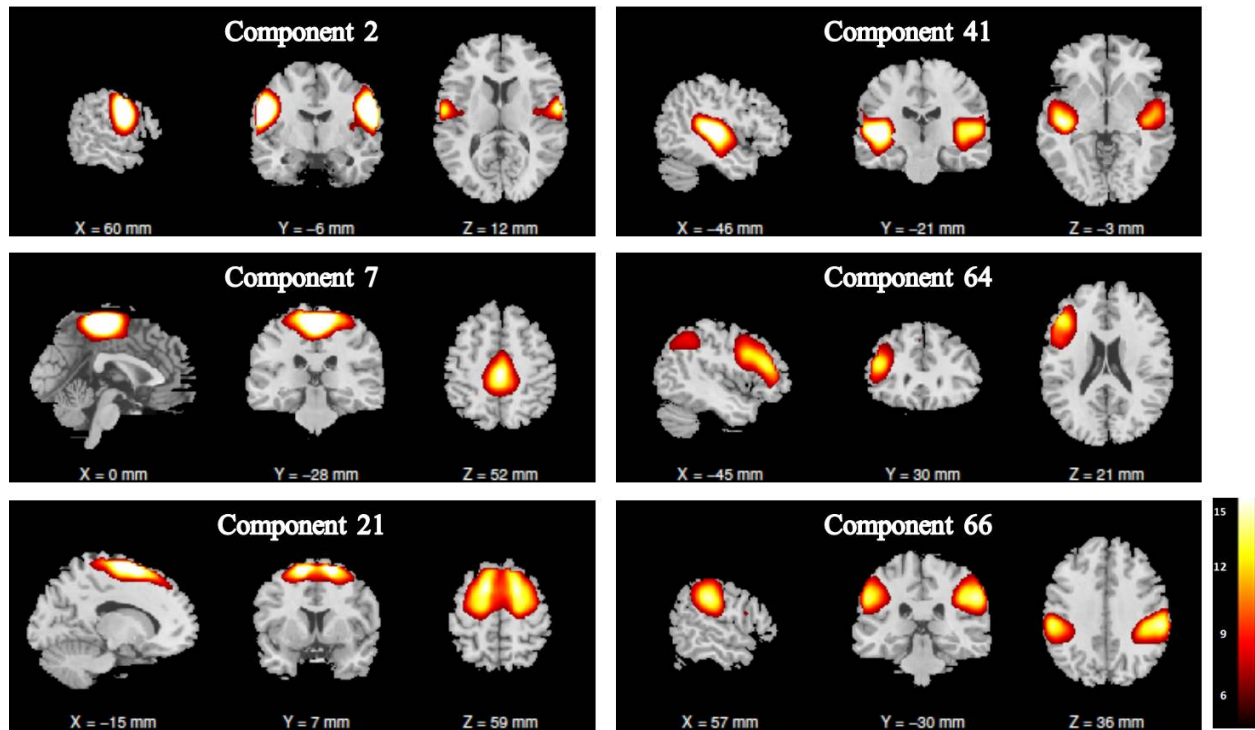 Component 2
X = 60 mm Y = −6 mm Z = 12 mm
Component 41
X = −46 mm Y = −21 mm Z = −3 mm
Component 7
X = 0 mm Y = −28 mm Z = 52 mm
Component 64
X = −45 mm Y = 30 mm Z = 21 mm
Component 21
X = −15 mm Y = 7 mm Z = 59 mm
Component 66
X = 57 mm Y = −30 mm Z = 36 mm
15
12
9
6